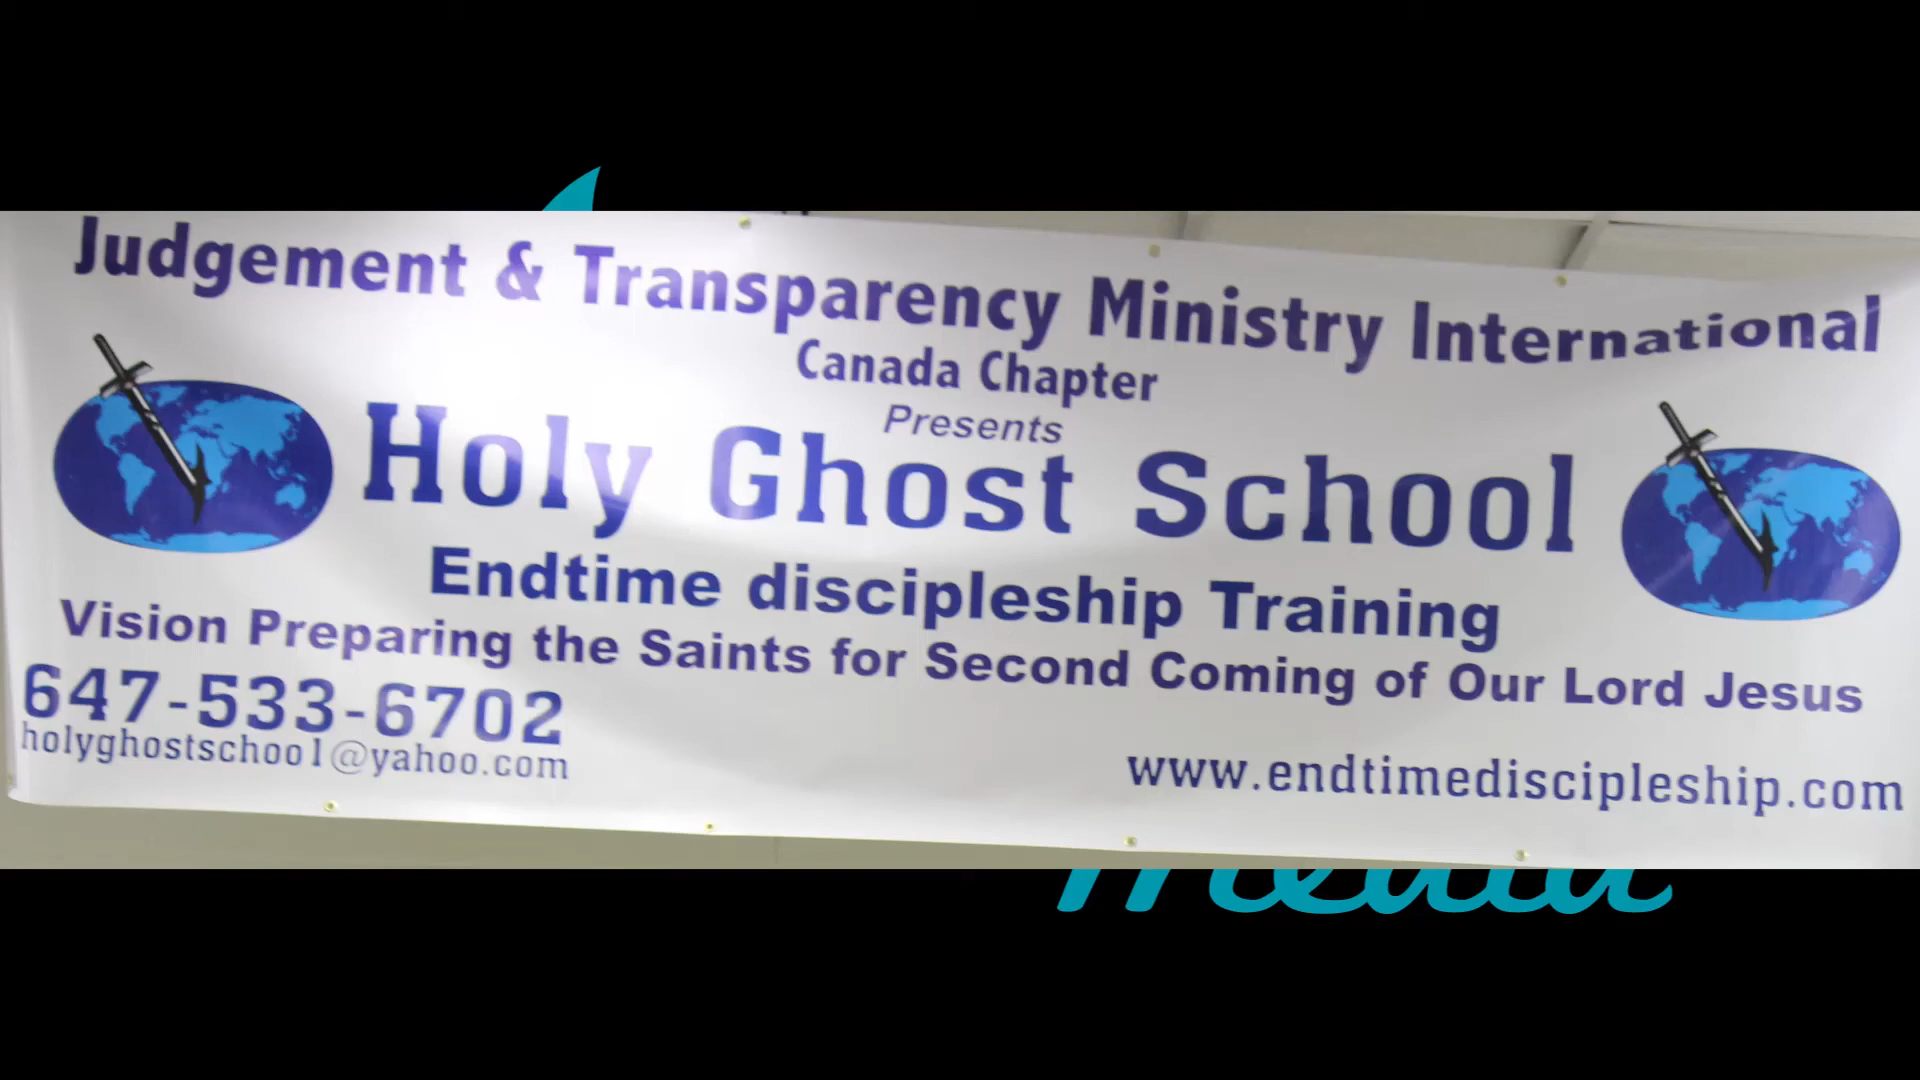 Judgement & Transparency Ministry International
Canada Chapter
Presents
Holy Ghost School
Endtime discipleship Training
Vision Preparing the Saints for Second Coming of Our Lord Jesus
647-533-6702
holyghostschool@yahoo.com
www.endtimediscipleship.com